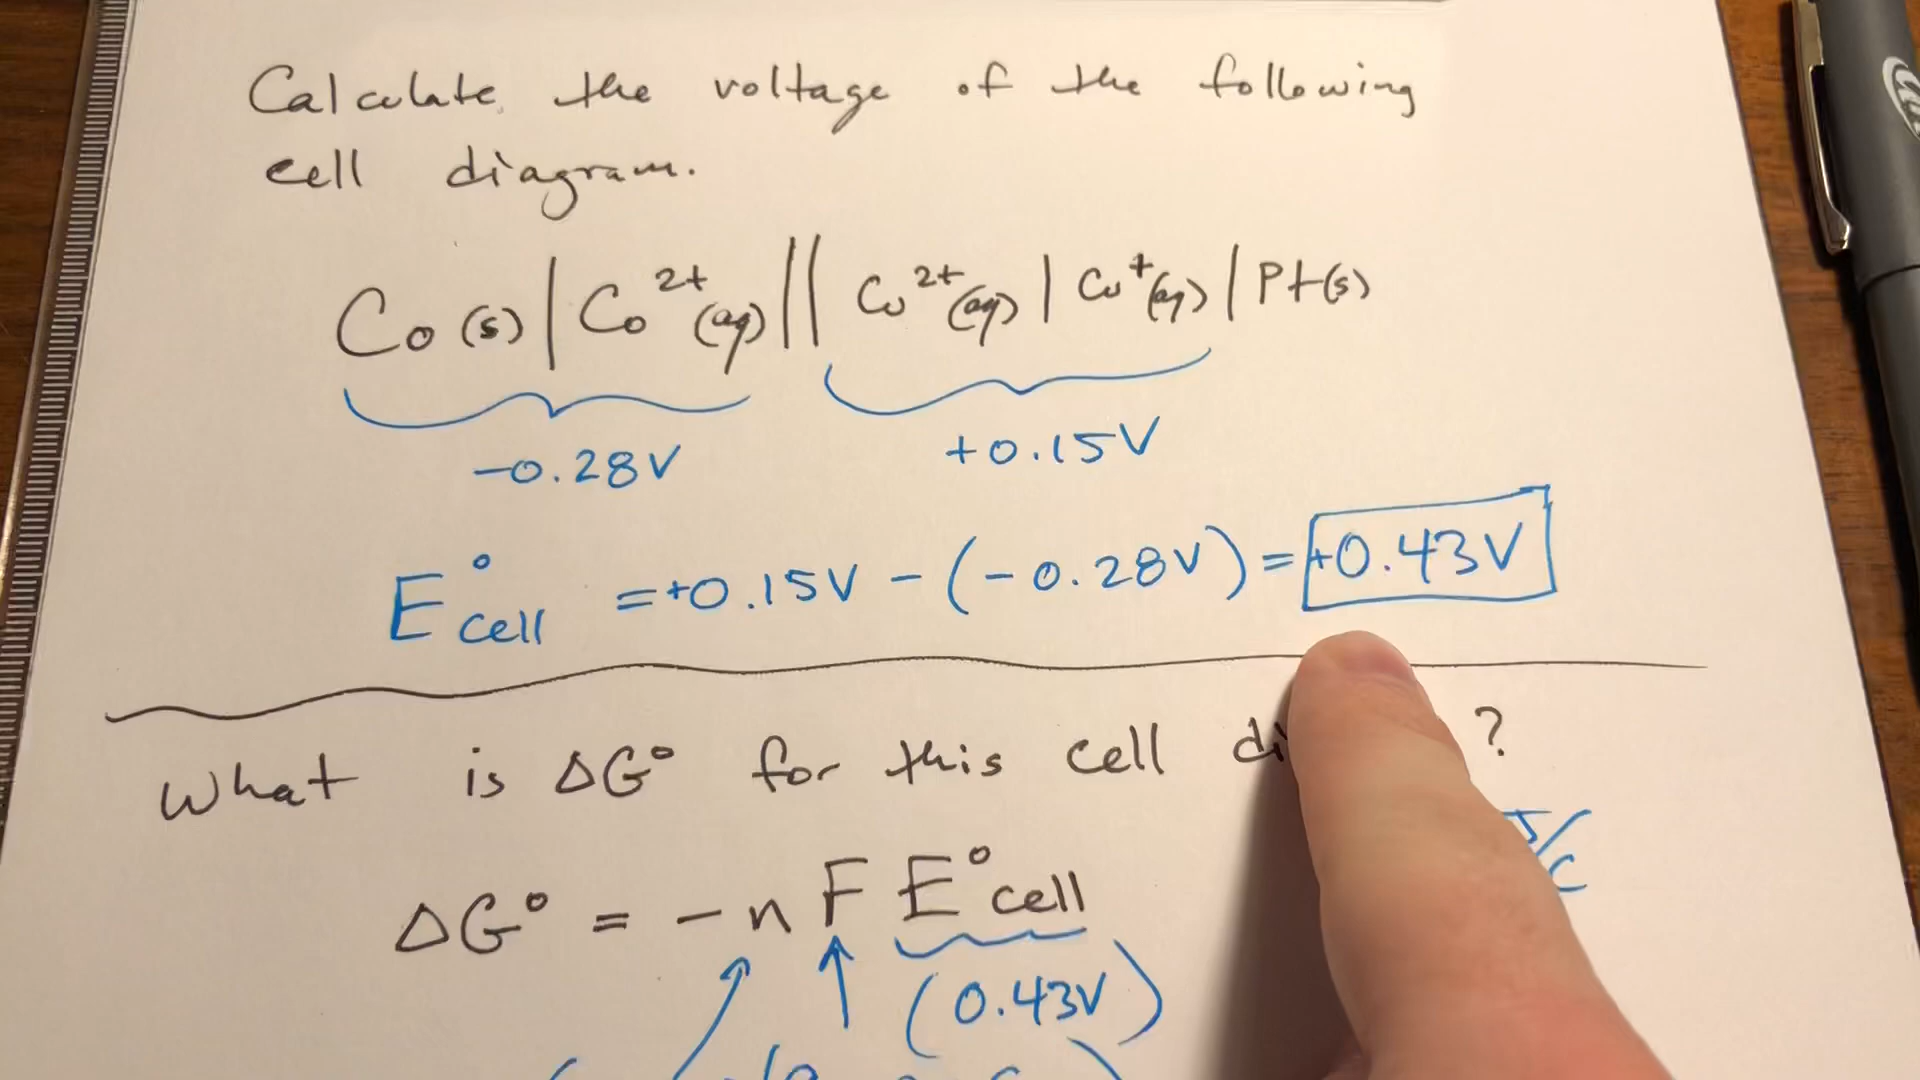 Calculate the voltage of the following
cell diagram.
Co(s) | Co²⁺(aq) || Cu²⁺(aq) | Cu⁺(aq) | Pt(s)
-0.28V +0.15V
E°cell = +0.15V - (-0.28V) = +0.43V
What is ΔG° for this cell ?
J/C
ΔG° = -nFE°cell
(0.43V)